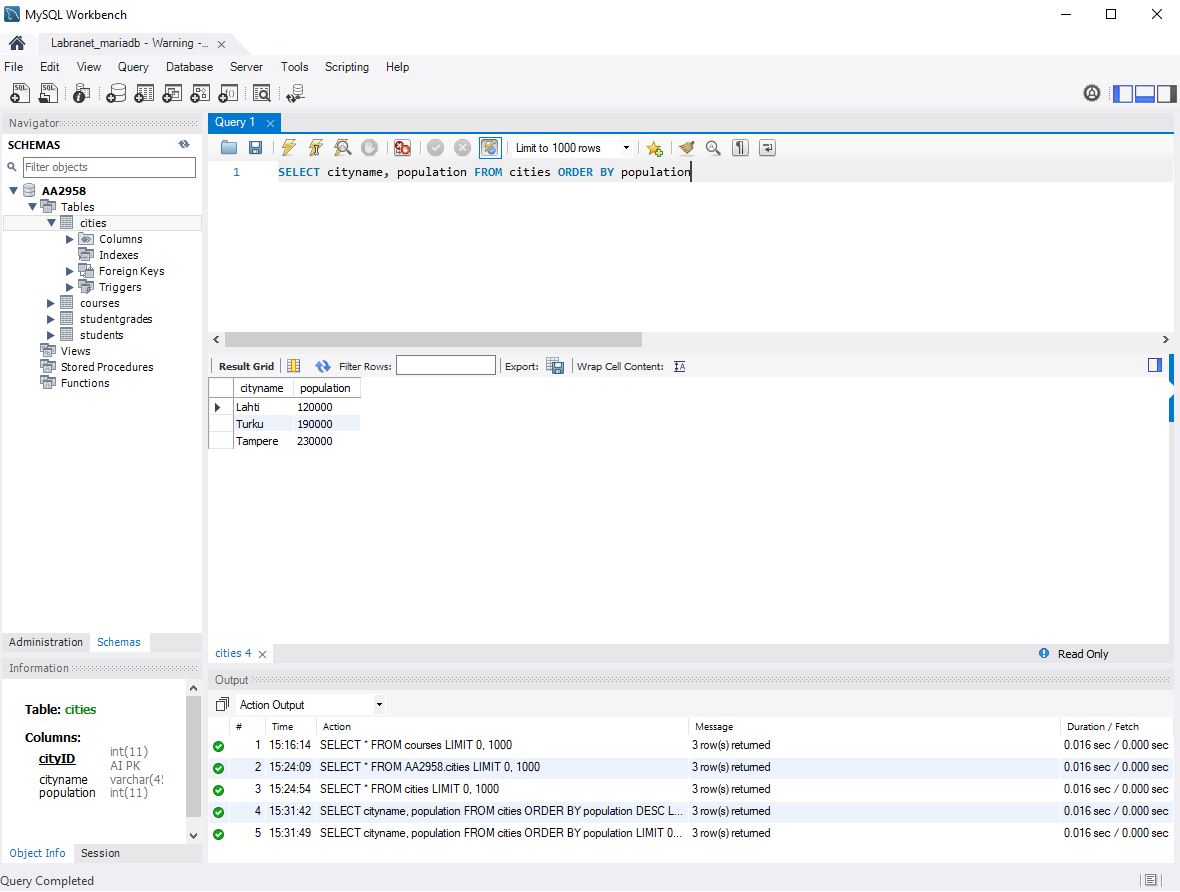 MySQL Workbench
Labranet_mariadb - Warning -...
File Edit View Query Database Server Tools Scripting Help
Navigator
SCHEMAS
Filter objects
AA2958
Tables
cities
Columns
Indexes
Foreign Keys
Triggers
courses
studentgrades
students
Views
Stored Procedures
Functions
Administration Schemas
Information
Table: cities
Columns:
cityID int(11)
AI PK
cityname varchar(45
population int(11)
Object Info Session
Query 1
Limit to 1000 rows
1 SELECT cityname, population FROM cities ORDER BY population
Result Grid Filter Rows: Export: Wrap Cell Content:
cityname population
Lahti 120000
Turku 190000
Tampere 230000
cities 4 Read Only
Output
Action Output
# Time Action Message Duration / Fetch
1 15:16:14 SELECT * FROM courses LIMIT 0, 1000 3 row(s) returned 0.016 sec / 0.000 sec
2 15:24:09 SELECT * FROM AA2958.cities LIMIT 0, 1000 3 row(s) returned 0.016 sec / 0.000 sec
3 15:24:54 SELECT * FROM cities LIMIT 0, 1000 3 row(s) returned 0.016 sec / 0.000 sec
4 15:31:42 SELECT cityname, population FROM cities ORDER BY population DESC L... 3 row(s) returned 0.016 sec / 0.000 sec
5 15:31:49 SELECT cityname, population FROM cities ORDER BY population LIMIT 0... 3 row(s) returned 0.016 sec / 0.000 sec
Query Completed